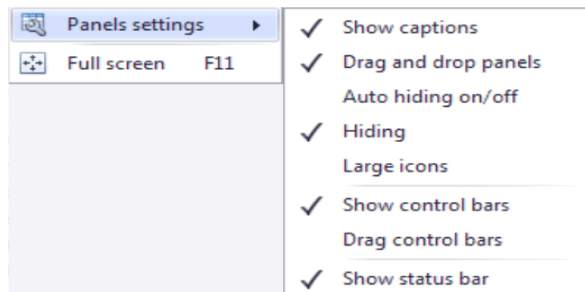 Panels settings
Full screen F11
Show captions
Drag and drop panels
Auto hiding on/off
Hiding
Large icons
Show control bars
Drag control bars
Show status bar